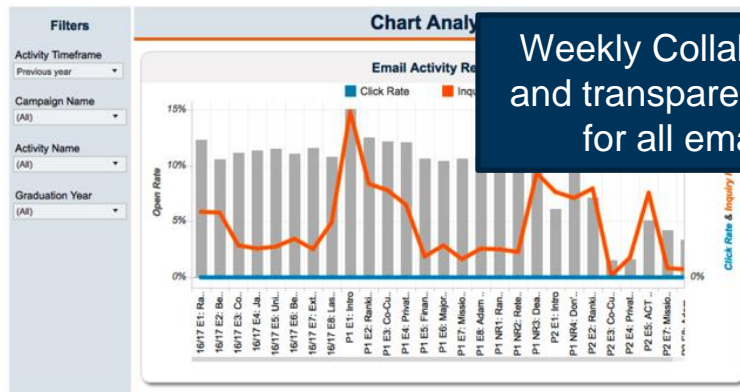 Filters
Activity Timeframe
Previous year
Campaign Name
(All)
Activity Name
(All)
Graduation Year
(All)
Chart Analy
Email Activity Re
Click Rate
Inqu
Weekly Colla
and transpare
for all ema
15%
10%
5%
0%
Open Rate
0%
Click Rate & Inquiry
16/17 E1: Ra..
16/17 E2: Be..
16/17 E3: Co..
16/17 E4: Ja..
16/17 E5: Uni..
16/17 E6: Be..
16/17 E7: Ext..
16/17 E8: Las..
P1 E1: Intro
P1 E2: Ranki..
P1 E3: Co-Cu..
P1 E4: Privat..
P1 E5: Finan..
P1 E6: Major..
P1 E7: Missio..
P1 E8: Adam ..
P1 NR1: Ran..
P1 NR2: Rete..
P1 NR3: Dea..
P2 E1: Intro
P1 NR4: Don'..
P2 E2: Ranki..
P2 E3: Co-Cu..
P2 E4: Privat..
P2 E5: ACT ..
P2 E7: Missio..